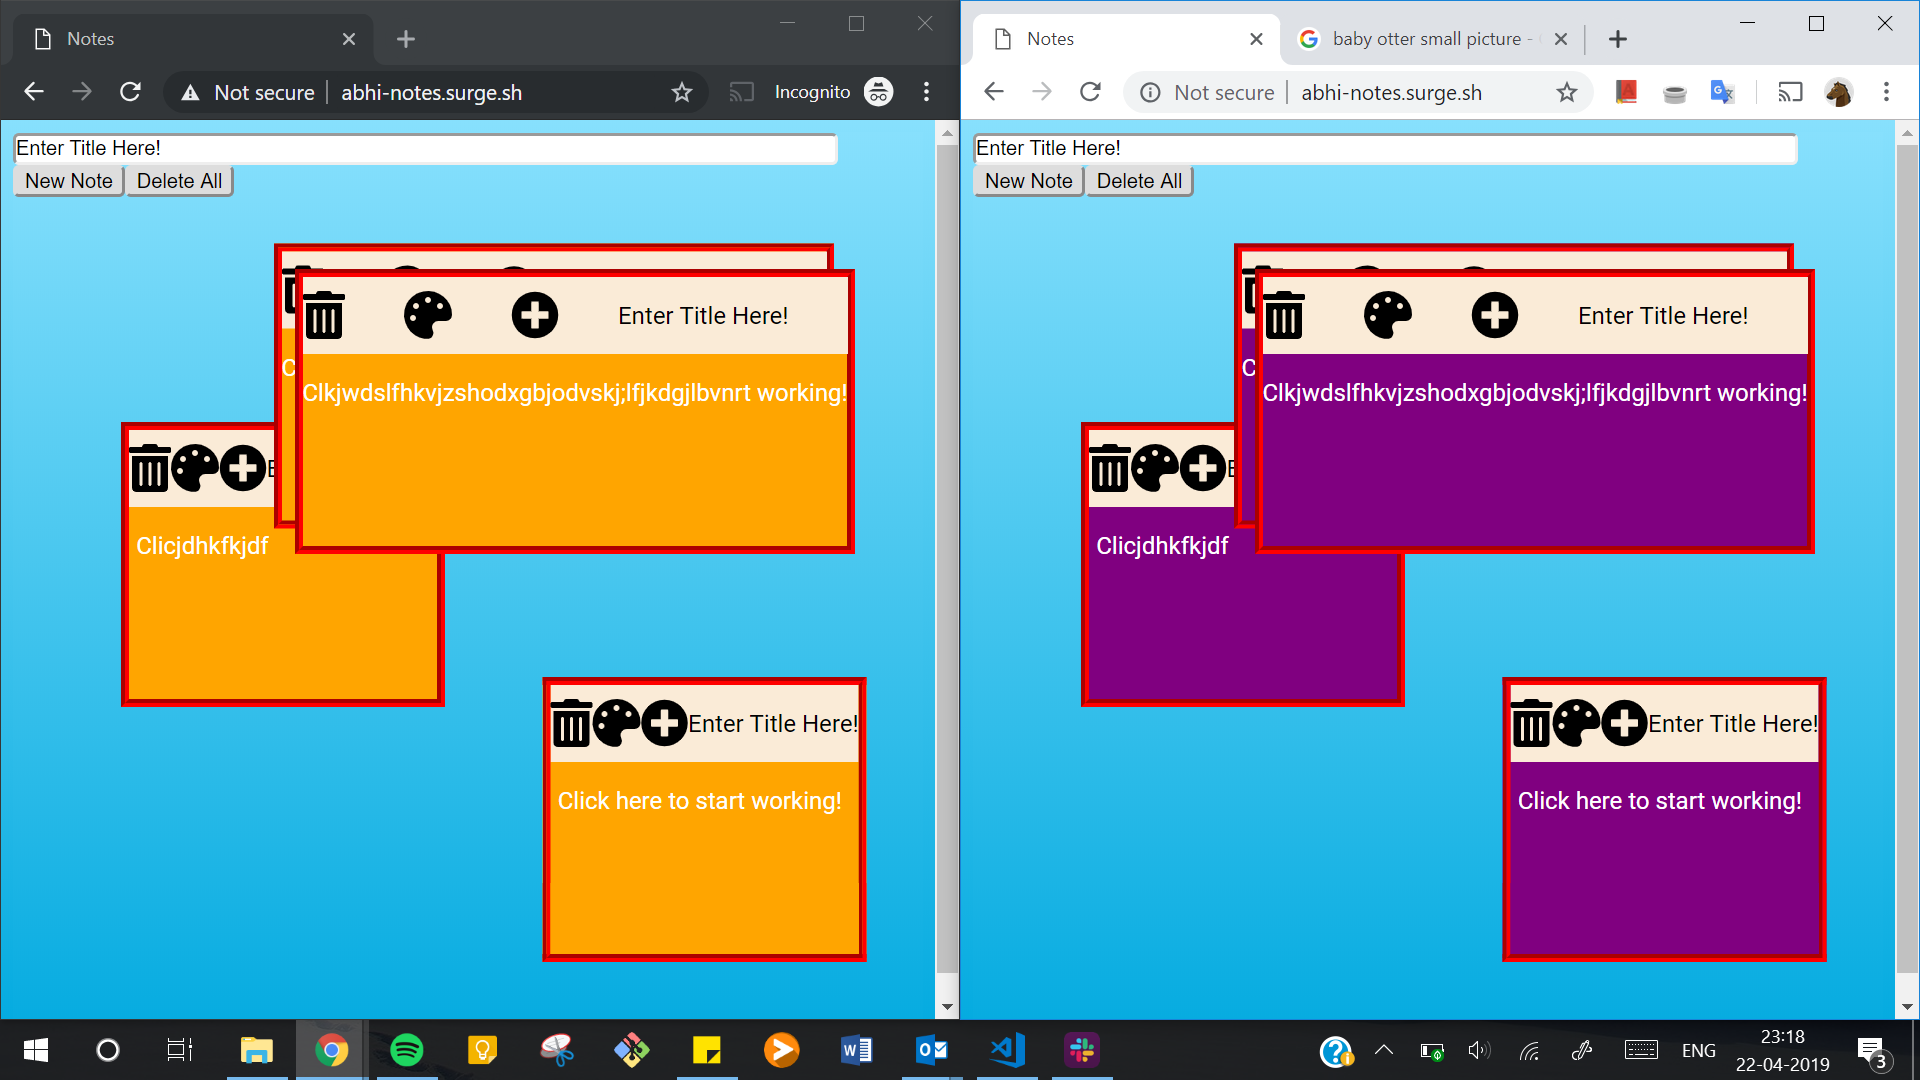 Notes
Not secure
abhi-notes.surge.sh
Incognito
Enter Title Here!
New Note
Delete All
Enter Title Here!
C
Clkjwdslfhkvjzshodxgbjodvskj;lfjkdgjlbvnrt working!
E
Clicjdhkfkjdf
Enter Title Here!
Click here to start working!
Notes
baby otter small picture -
Not secure
abhi-notes.surge.sh
Enter Title Here!
New Note
Delete All
Enter Title Here!
C
Clkjwdslfhkvjzshodxgbjodvskj;lfjkdgjlbvnrt working!
E
Clicjdhkfkjdf
Enter Title Here!
Click here to start working!
ENG
23:18
22-04-2019
3